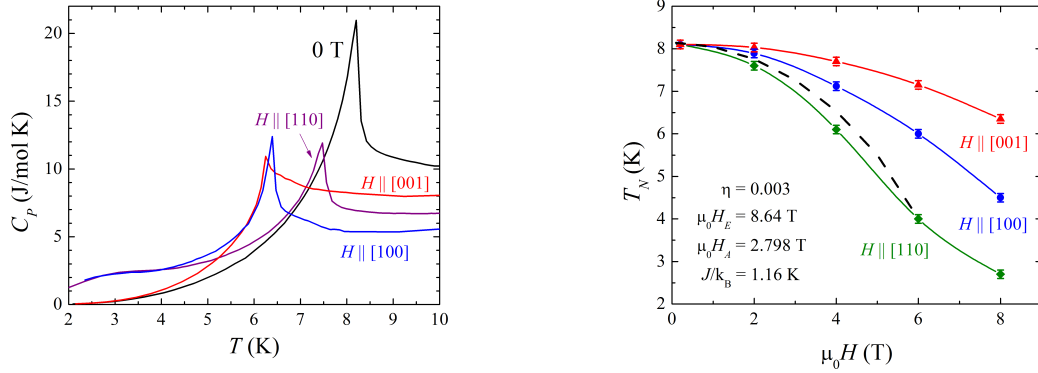 20
15
10
5
0
C_P (J/mol K)
0 T
H || [110]
H || [001]
H || [100]
2 3 4 5 6 7 8 9 10
T (K)
9
8
7
6
5
4
3
2
T_N (K)
H || [001]
H || [100]
H || [110]
η = 0.003
μ₀H_E = 8.64 T
μ₀H_A = 2.798 T
J/k_B = 1.16 K
0 2 4 6 8
μ₀H (T)